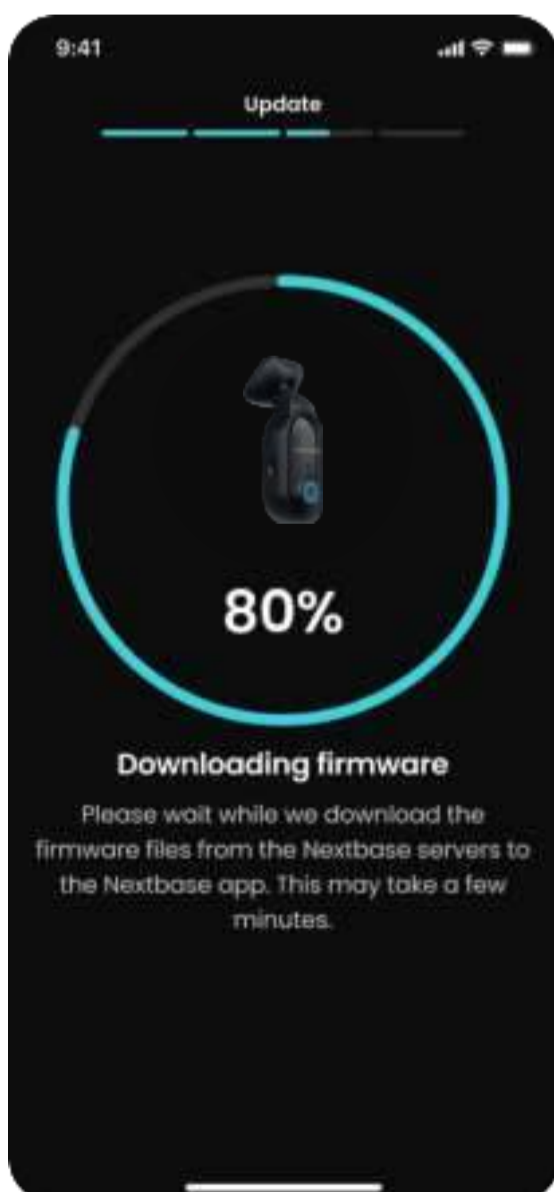 9:41
Update
80%
Downloading firmware
Please wait while we download the
firmware files from the Nextbase servers to
the Nextbase app. This may take a few
minutes.